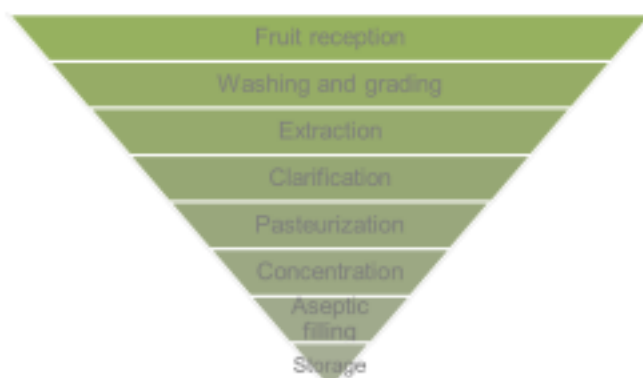 Fruit reception
Washing and grading
Extraction
Clarification
Pasteurization
Concentration
Aseptic
filling
Storage